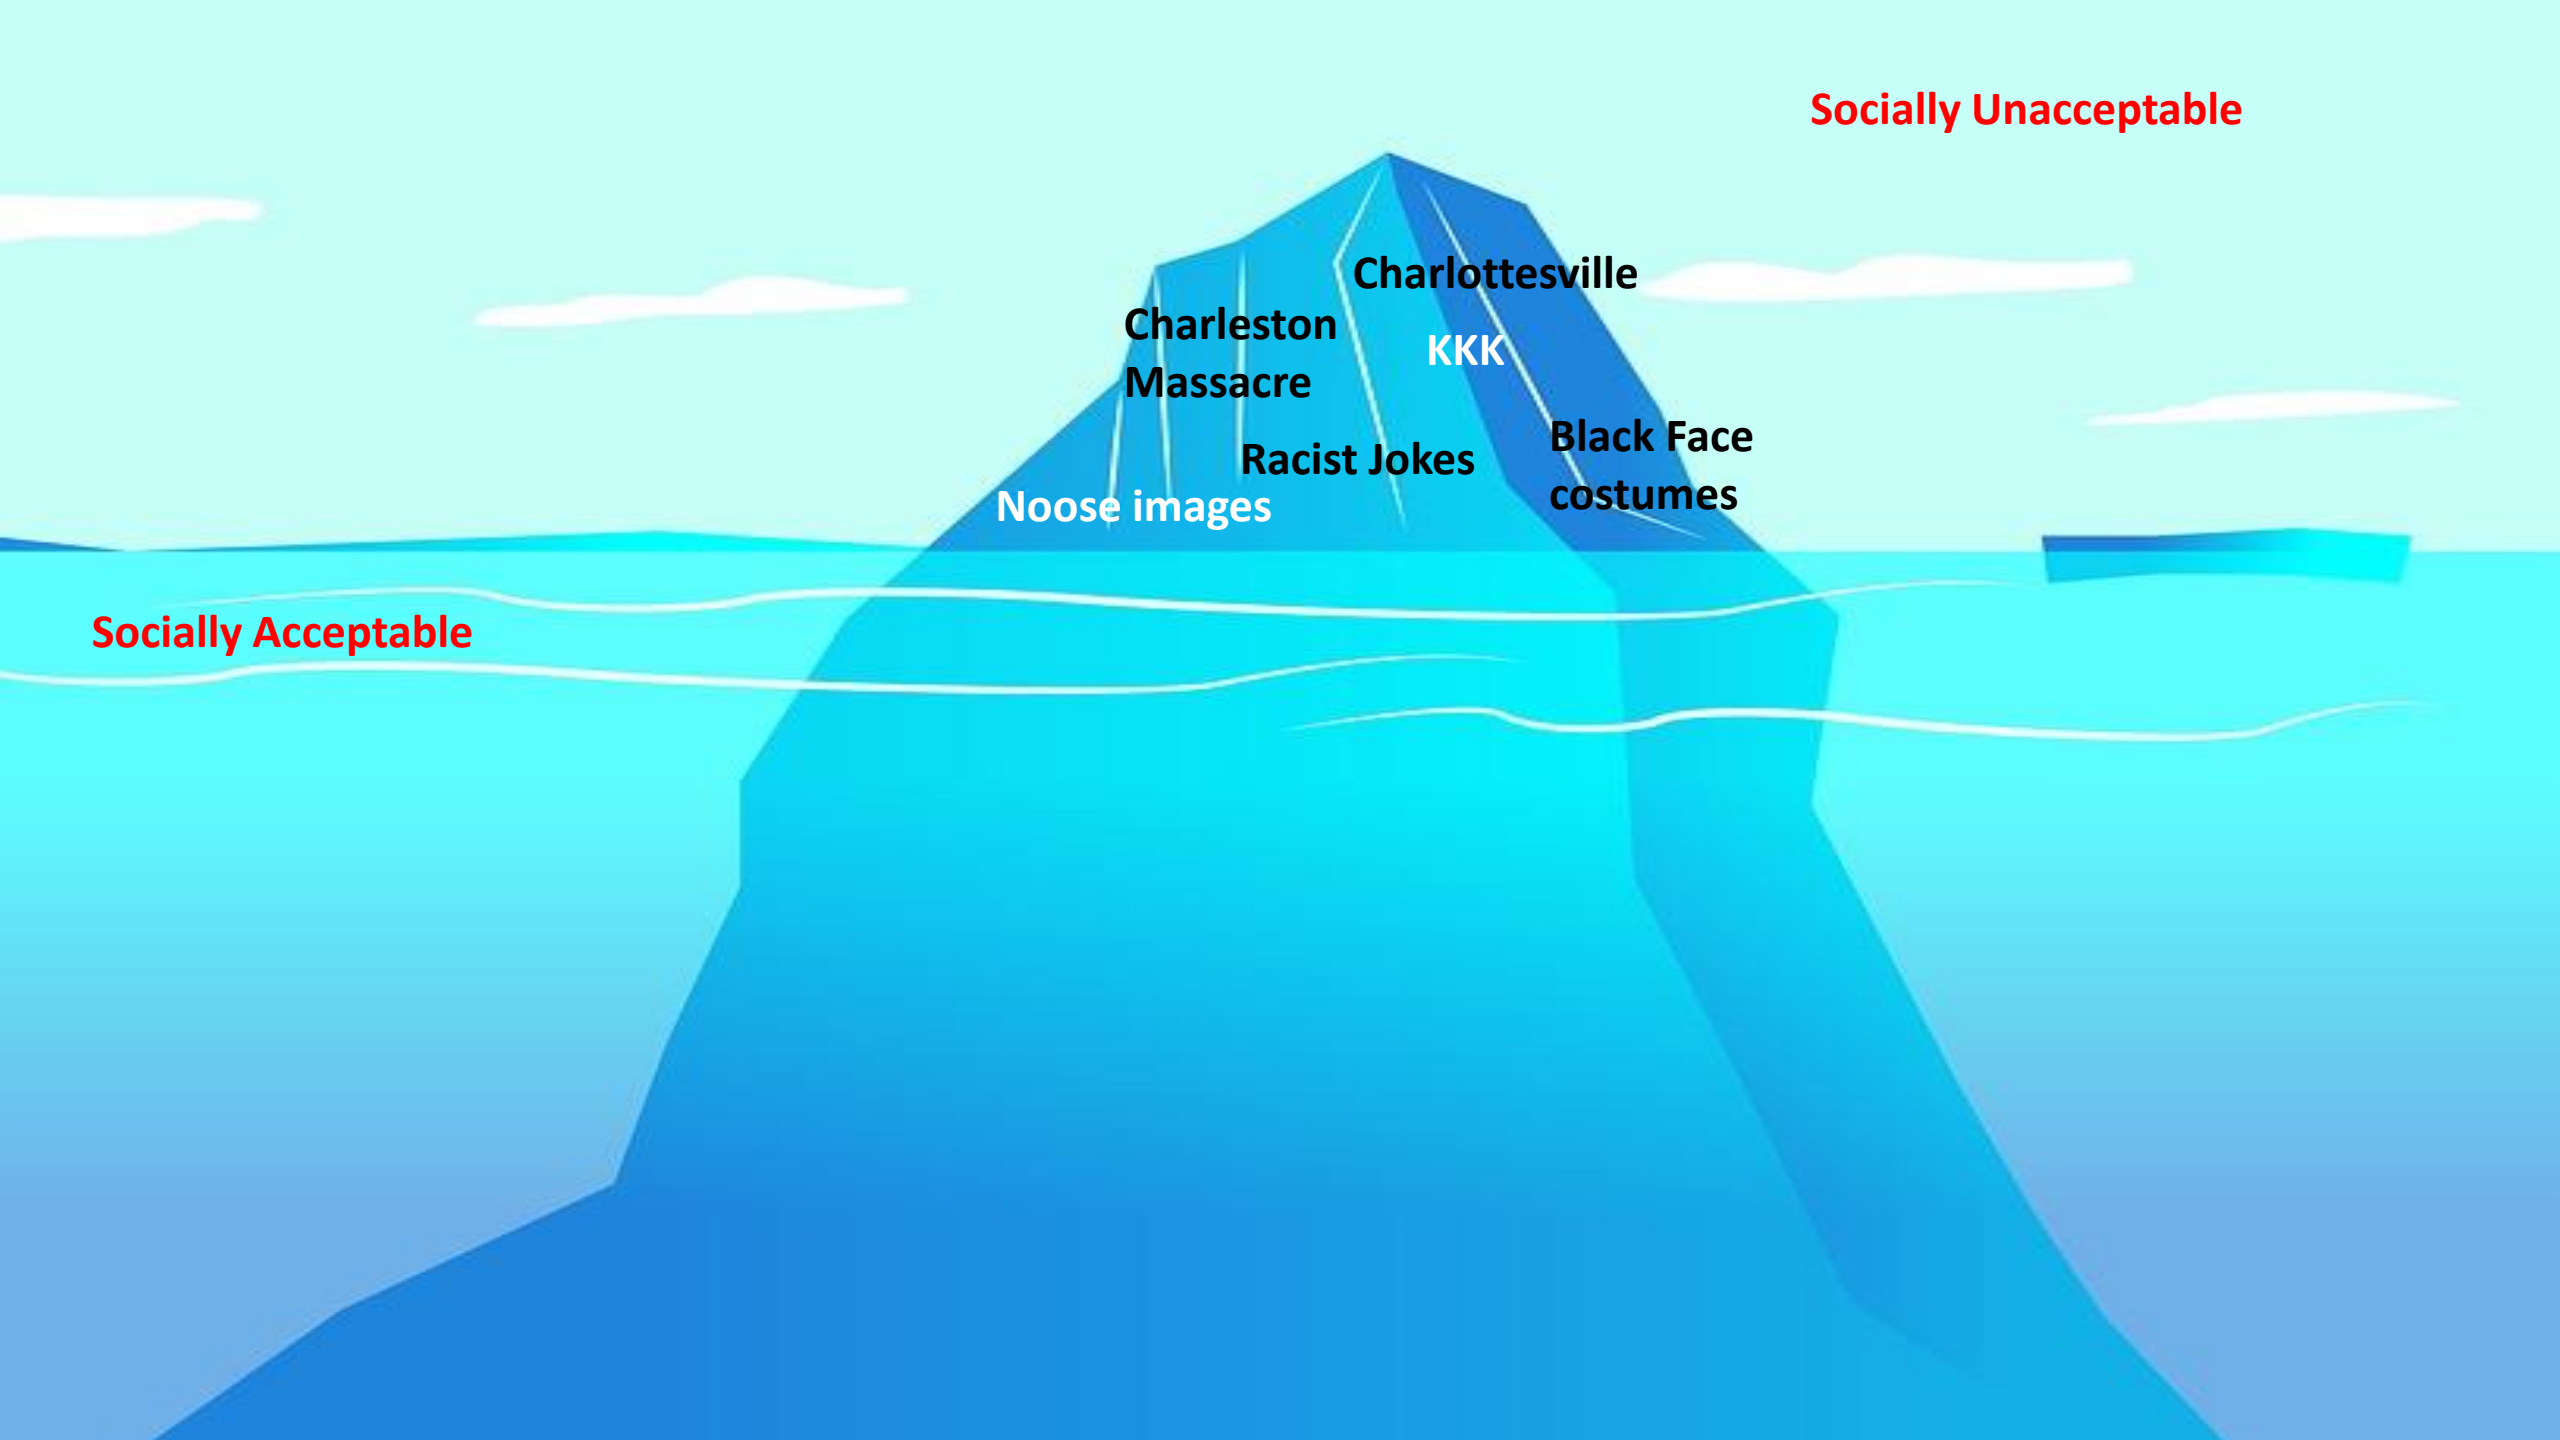 Socially Unacceptable
Charlottesville
Charleston
Massacre
KKK
Black Face
costumes
Racist Jokes
Noose images
Socially Acceptable